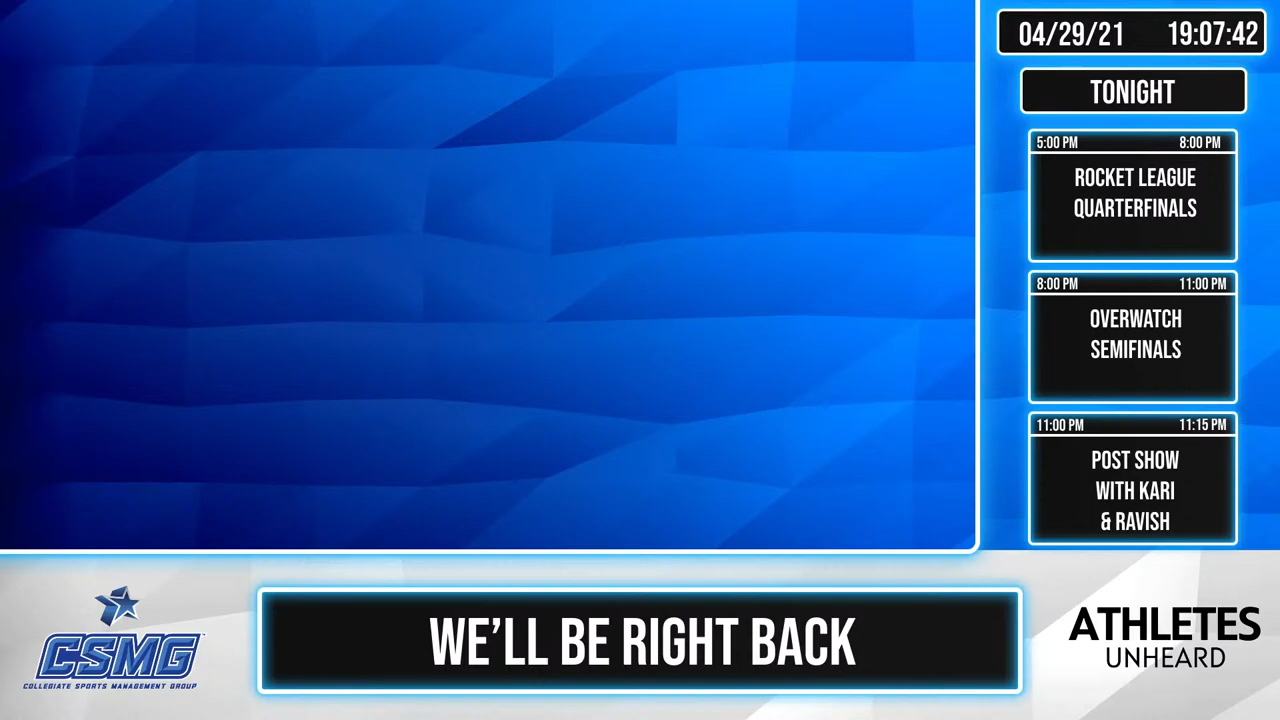 04/29/21 19:07:42
TONIGHT
5:00 PM 8:00 PM
ROCKET LEAGUE
QUARTERFINALS
8:00 PM 11:00 PM
OVERWATCH
SEMIFINALS
11:00 PM 11:15 PM
POST SHOW
WITH KARI
& RAVISH
WE'LL BE RIGHT BACK
CSMG
COLLEGIATE SPORTS MANAGEMENT GROUP
ATHLETES
UNHEARD